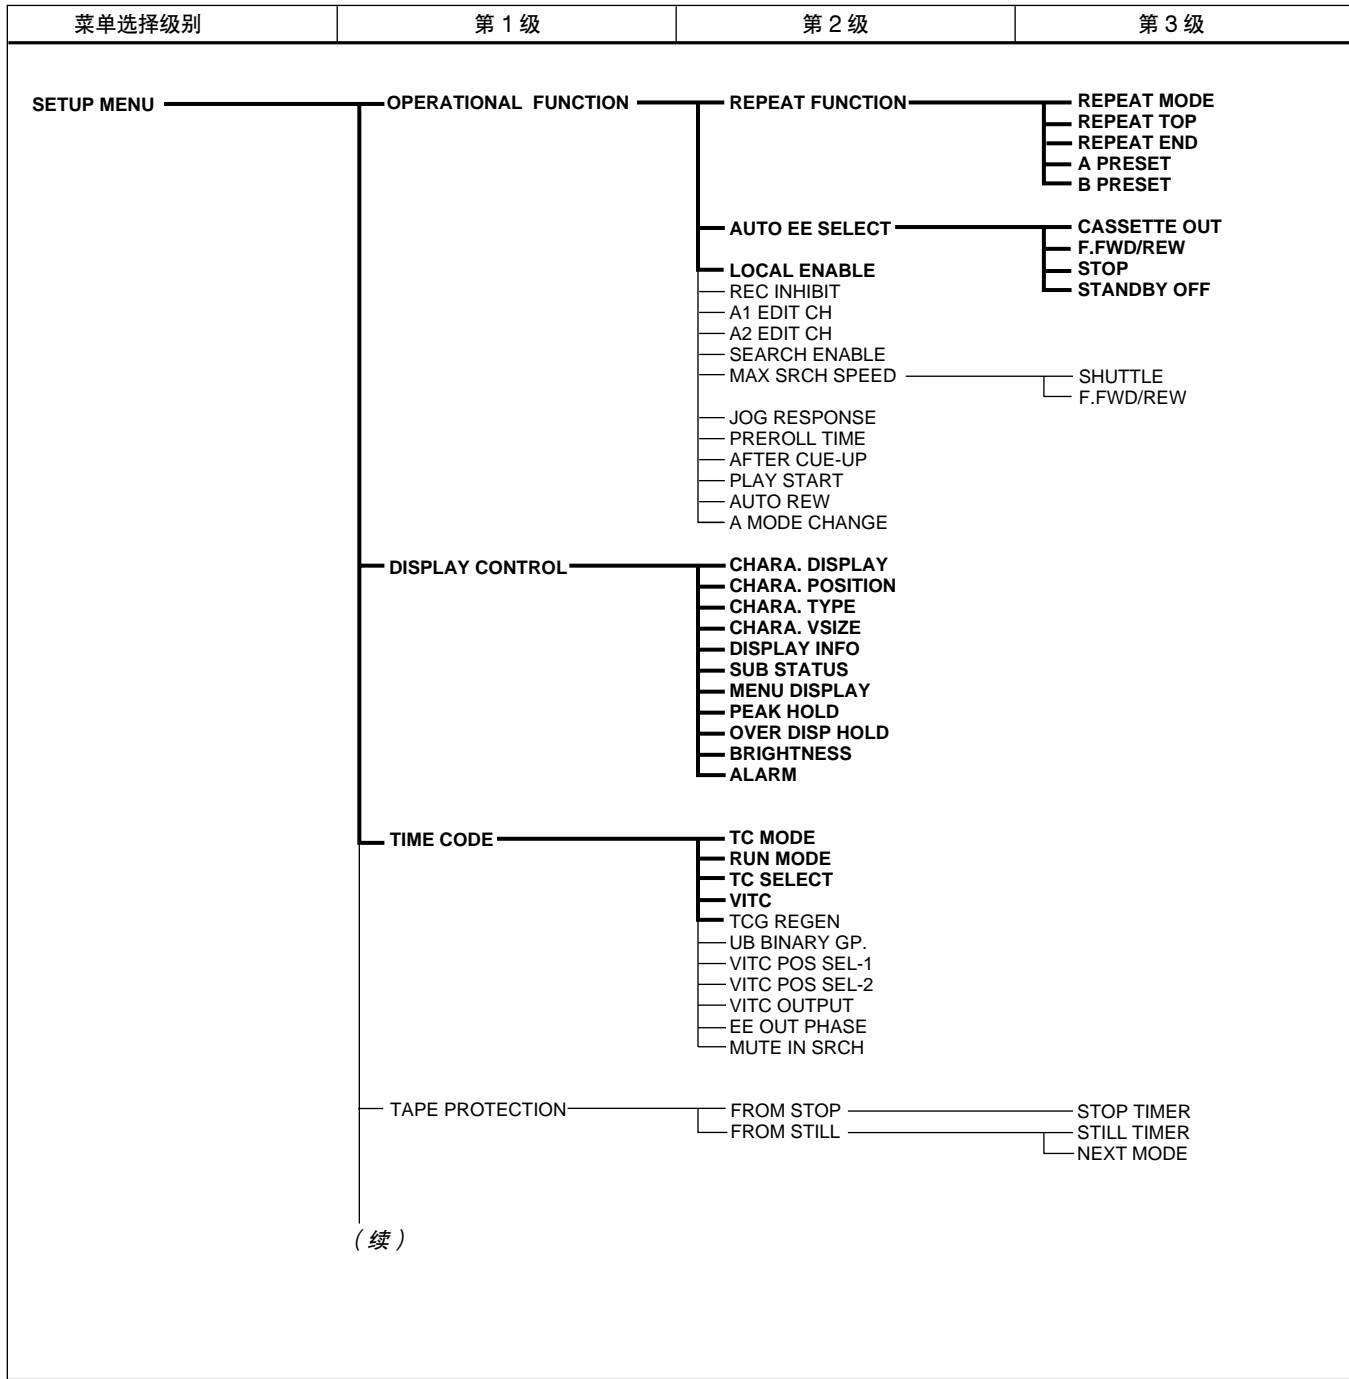 菜单选择级别 第 1 级 第 2 级 第 3 级
SETUP MENU OPERATIONAL FUNCTION REPEAT FUNCTION REPEAT MODE
REPEAT TOP
REPEAT END
A PRESET
B PRESET
AUTO EE SELECT CASSETTE OUT
F.FWD/REW
LOCAL ENABLE STOP
REC INHIBIT STANDBY OFF
A1 EDIT CH
A2 EDIT CH
SEARCH ENABLE
MAX SRCH SPEED SHUTTLE
F.FWD/REW
JOG RESPONSE
PREROLL TIME
AFTER CUE-UP
PLAY START
AUTO REW
A MODE CHANGE
DISPLAY CONTROL CHARA. DISPLAY
CHARA. POSITION
CHARA. TYPE
CHARA. VSIZE
DISPLAY INFO
SUB STATUS
MENU DISPLAY
PEAK HOLD
OVER DISP HOLD
BRIGHTNESS
ALARM
TIME CODE TC MODE
RUN MODE
TC SELECT
VITC
TCG REGEN
UB BINARY GP.
VITC POS SEL-1
VITC POS SEL-2
VITC OUTPUT
EE OUT PHASE
MUTE IN SRCH
TAPE PROTECTION FROM STOP STOP TIMER
FROM STILL STILL TIMER
NEXT MODE
（续）